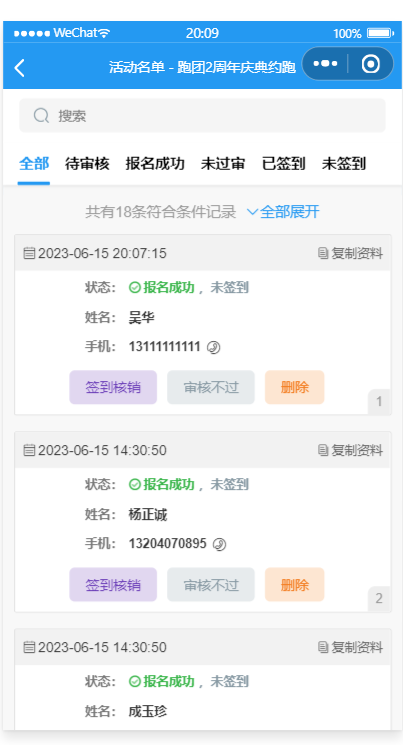 WeChat 20:09 100%
活动名单 - 跑团2周年庆典约跑
搜索
全部 待审核 报名成功 未过审 已签到 未签到
共有18条符合条件记录 全部展开
2023-06-15 20:07:15 复制资料
状态: 报名成功 , 未签到
姓名: 吴华
手机: 13111111111
签到核销 审核不过 删除
1
2023-06-15 14:30:50 复制资料
状态: 报名成功 , 未签到
姓名: 杨正诚
手机: 13204070895
签到核销 审核不过 删除
2
2023-06-15 14:30:50 复制资料
状态: 报名成功 , 未签到
姓名: 成玉珍